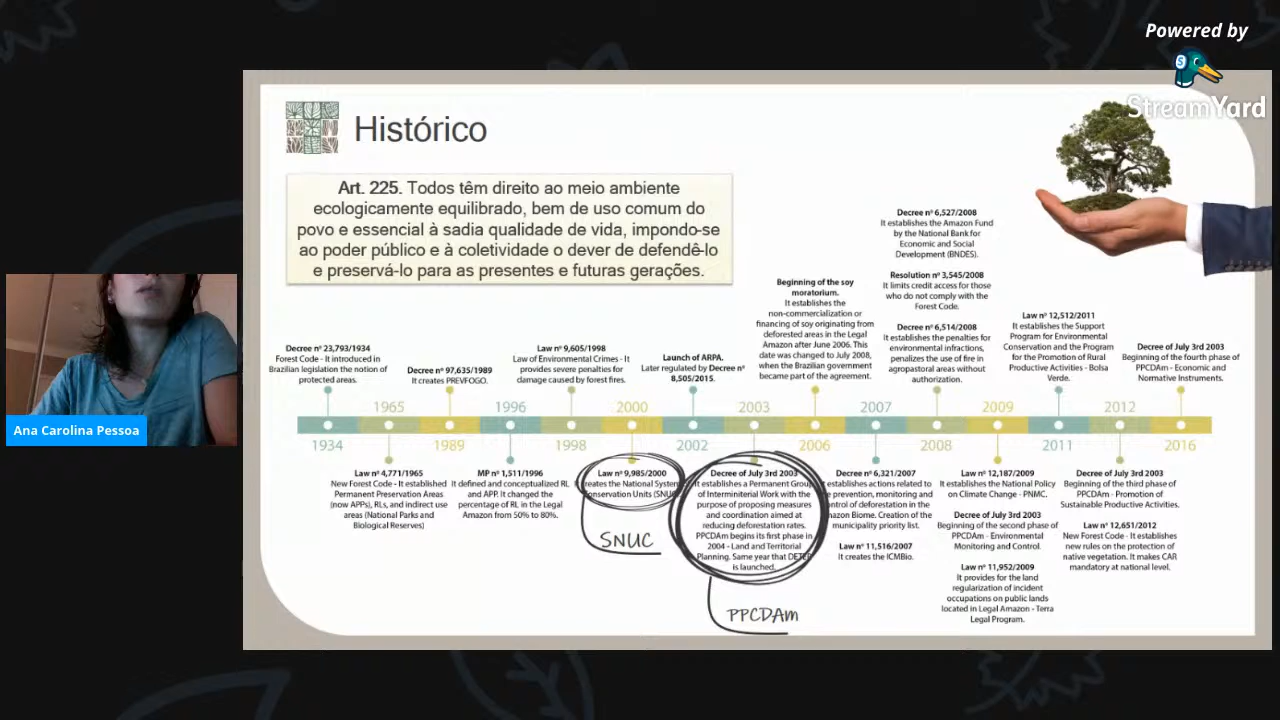 Powered by
StreamYard
Histórico
Art. 225. Todos têm direito ao meio ambiente
ecologicamente equilibrado, bem de uso comum do
povo e essencial à sadia qualidade de vida, impondo-se
ao poder público e à coletividade o dever de defendê-lo
e preservá-lo para as presentes e futuras gerações.
Decree nº 23,793/1934
Forest Code - It introduced in
Brazilian legislation the notion of
protected areas.
Decree nº 97,635/1989
It creates PREVFOGO.
Law nº 9,605/1998
Law of Environmental Crimes - It
provides severe penalties for
damage caused by forest fires.
Launch of ARPA.
Later regulated by Decree nº
8,505/2015.
Beginning of the soy
moratorium.
It establishes the
non-commercialization or
financing of soy originating from
deforested areas in the Legal
Amazon after June 2006. This
date was changed to July 2008,
when the Brazilian government
became part of the agreement.
Decree nº 6,527/2008
It establishes the Amazon Fund
by the National Bank for
Economic and Social
Development (BNDES).
Resolution nº 3,545/2008
It limits credit access for those
who do not comply with the
Forest Code.
Decree nº 6,514/2008
It establishes the penalties for
environmental infractions,
penalizes the use of fire in
agropastoral areas without
authorization.
Law nº 12,512/2011
It establishes the Support
Program for Environmental
Conservation and the Program
for the Promotion of Rural
Productive Activities - Bolsa
Verde.
Decree of July 3rd 2003
Beginning of the fourth phase of
PPCDAm - Economic and
Normative Instruments.
1965 1996 2000 2003 2007 2009 2012
1934 1989 1998 2002 2006 2008 2011 2016
Law nº 4,771/1965
New Forest Code - It established
Permanent Preservation Areas
(now APPs), RLs, and indirect use
areas (National Parks and
Biological Reserves)
MP nº 1,511/1996
It defined and conceptualized RL
and APP. It changed the
percentage of RL in the Legal
Amazon from 50% to 80%.
Law nº 9,985/2000
It creates the National System
Conservation Units (SNUC
SNUC
Decree of July 3rd 2003
It establishes a Permanent Group
of Interministerial Work with the
purpose of proposing measures
and coordination aimed at
reducing deforestation rates.
PPCDAm begins its first phase in
2004 - Land and Territorial
Planning. Same year that DETER
is launched.
PPCDAm
Decree nº 6,321/2007
It establishes actions related to
the prevention, monitoring and
control of deforestation in the
Amazon Biome. Creation of the
municipality priority list.
Law nº 11,516/2007
It creates the ICMBio.
Law nº 12,187/2009
It establishes the National Policy
on Climate Change - PNMC.
Decree of July 3rd 2003
Beginning of the second phase of
PPCDAm - Environmental
Monitoring and Control.
Law nº 11,952/2009
It provides for the land
regularization of incident
occupations on public lands
located in Legal Amazon - Terra
Legal Program.
Decree of July 3rd 2003
Beginning of the third phase of
PPCDAm - Promotion of
Sustainable Productive Activities.
Law nº 12,651/2012
New Forest Code - It establishes
new rules on the protection of
native vegetation. It makes CAR
mandatory at national level.
Ana Carolina Pessoa